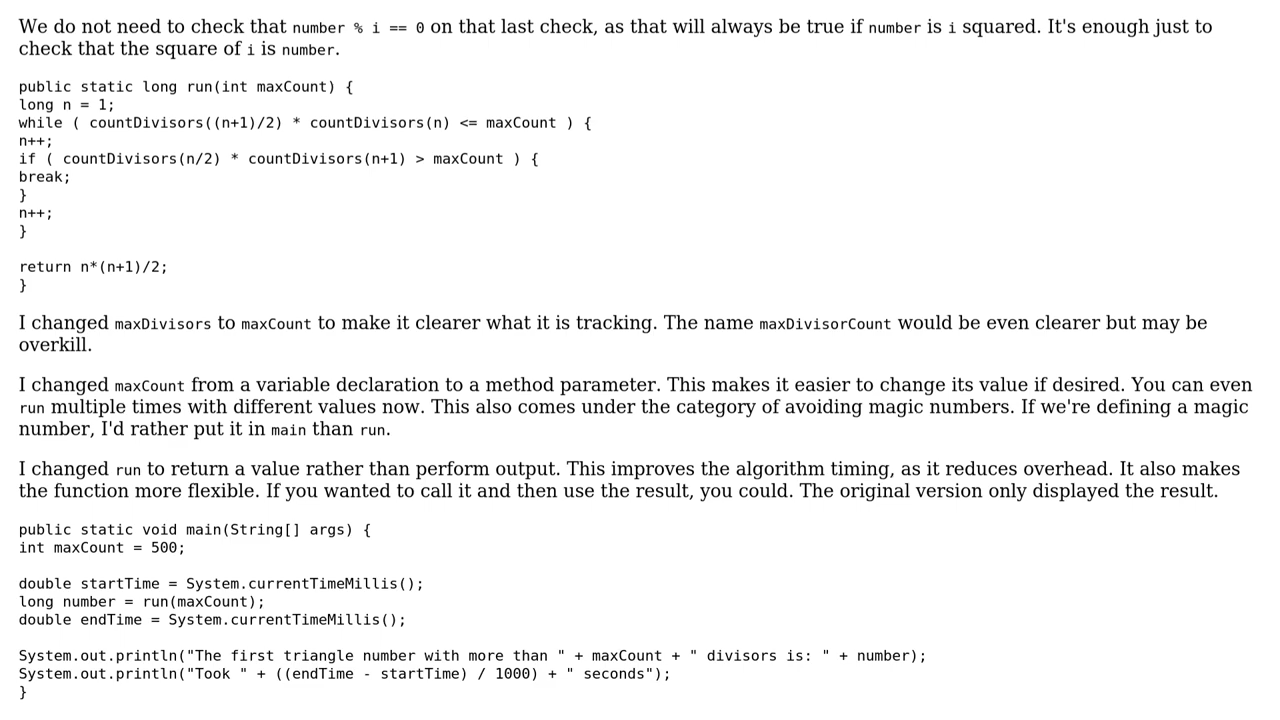 We do not need to check that number % i == 0 on that last check, as that will always be true if number is i squared. It's enough just to
check that the square of i is number.
public static long run(int maxCount) {
long n = 1;
while ( countDivisors((n+1)/2) * countDivisors(n) <= maxCount ) {
n++;
if ( countDivisors(n/2) * countDivisors(n+1) > maxCount ) {
break;
}
n++;
}
return n*(n+1)/2;
}
I changed maxDivisors to maxCount to make it clearer what it is tracking. The name maxDivisorCount would be even clearer but may be
overkill.
I changed maxCount from a variable declaration to a method parameter. This makes it easier to change its value if desired. You can even
run multiple times with different values now. This also comes under the category of avoiding magic numbers. If we're defining a magic
number, I'd rather put it in main than run.
I changed run to return a value rather than perform output. This improves the algorithm timing, as it reduces overhead. It also makes
the function more flexible. If you wanted to call it and then use the result, you could. The original version only displayed the result.
public static void main(String[] args) {
int maxCount = 500;
double startTime = System.currentTimeMillis();
long number = run(maxCount);
double endTime = System.currentTimeMillis();
System.out.println("The first triangle number with more than " + maxCount + " divisors is: " + number);
System.out.println("Took " + ((endTime - startTime) / 1000) + " seconds");
}